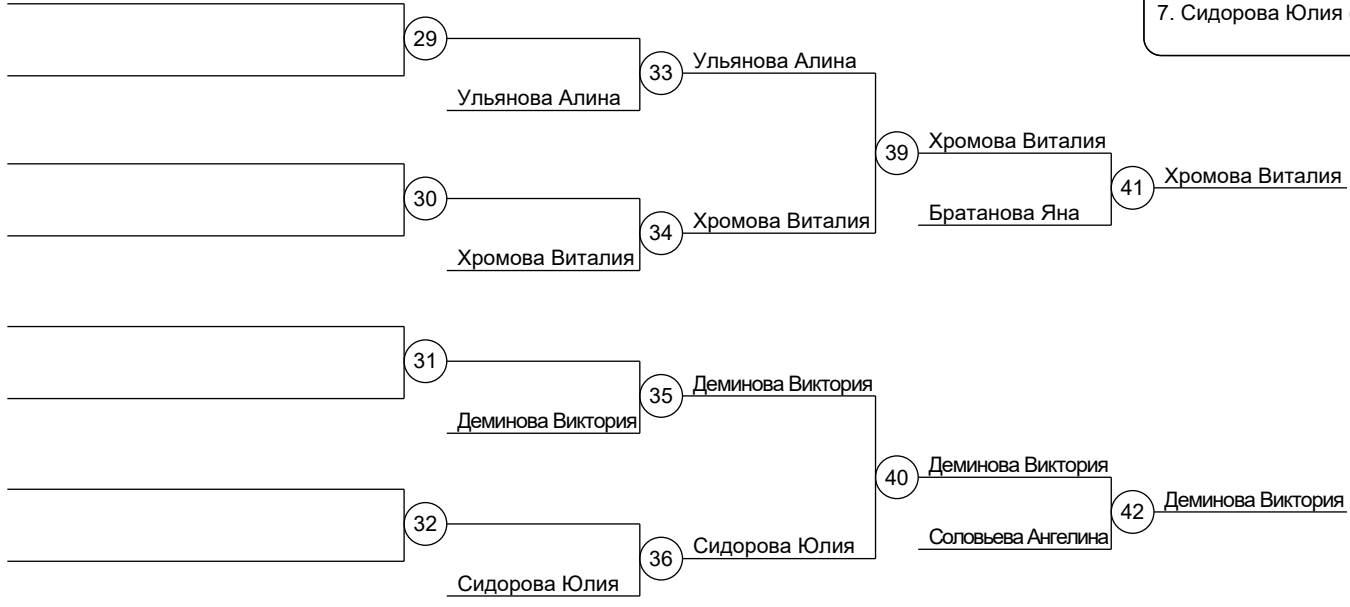 7. Сидорова Юлия
29
33
Ульянова Алина
Ульянова Алина
39
Хромова Виталия
41
Хромова Виталия
30
34
Хромова Виталия
Братанова Яна
Хромова Виталия
31
35
Деминова Виктория
Деминова Виктория
40
Деминова Виктория
42
Деминова Виктория
32
36
Сидорова Юлия
Соловьева Ангелина
Сидорова Юлия